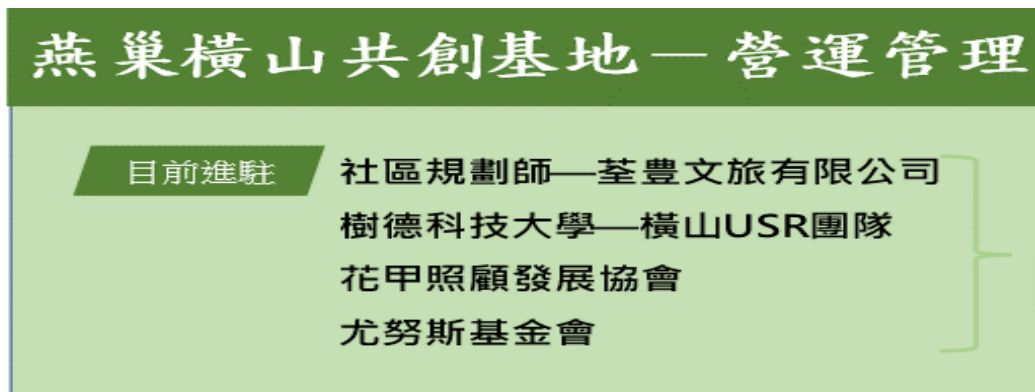 燕巢橫山共創基地－營運管理
目前進駐
社區規劃師—荃豐文旅有限公司
樹德科技大學—橫山USR團隊
花甲照顧發展協會
尤努斯基金會